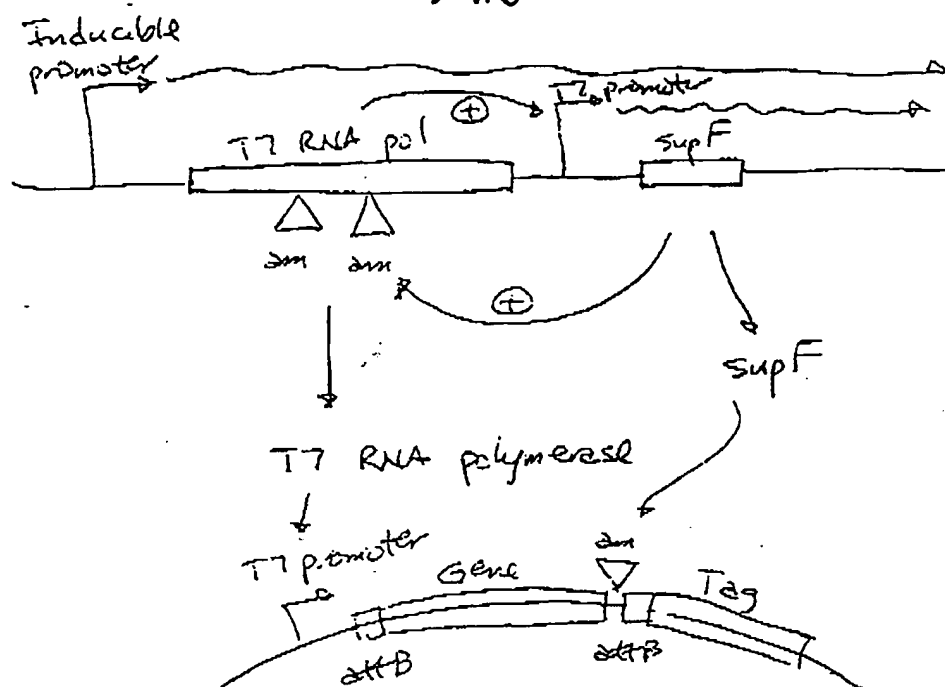 Inducible
promoter
T7 promoter
+
T7 RNA pol
supF
am am
+
supF
T7 RNA polymerase
T7 promoter
Gene
am
Tag
attB
attB